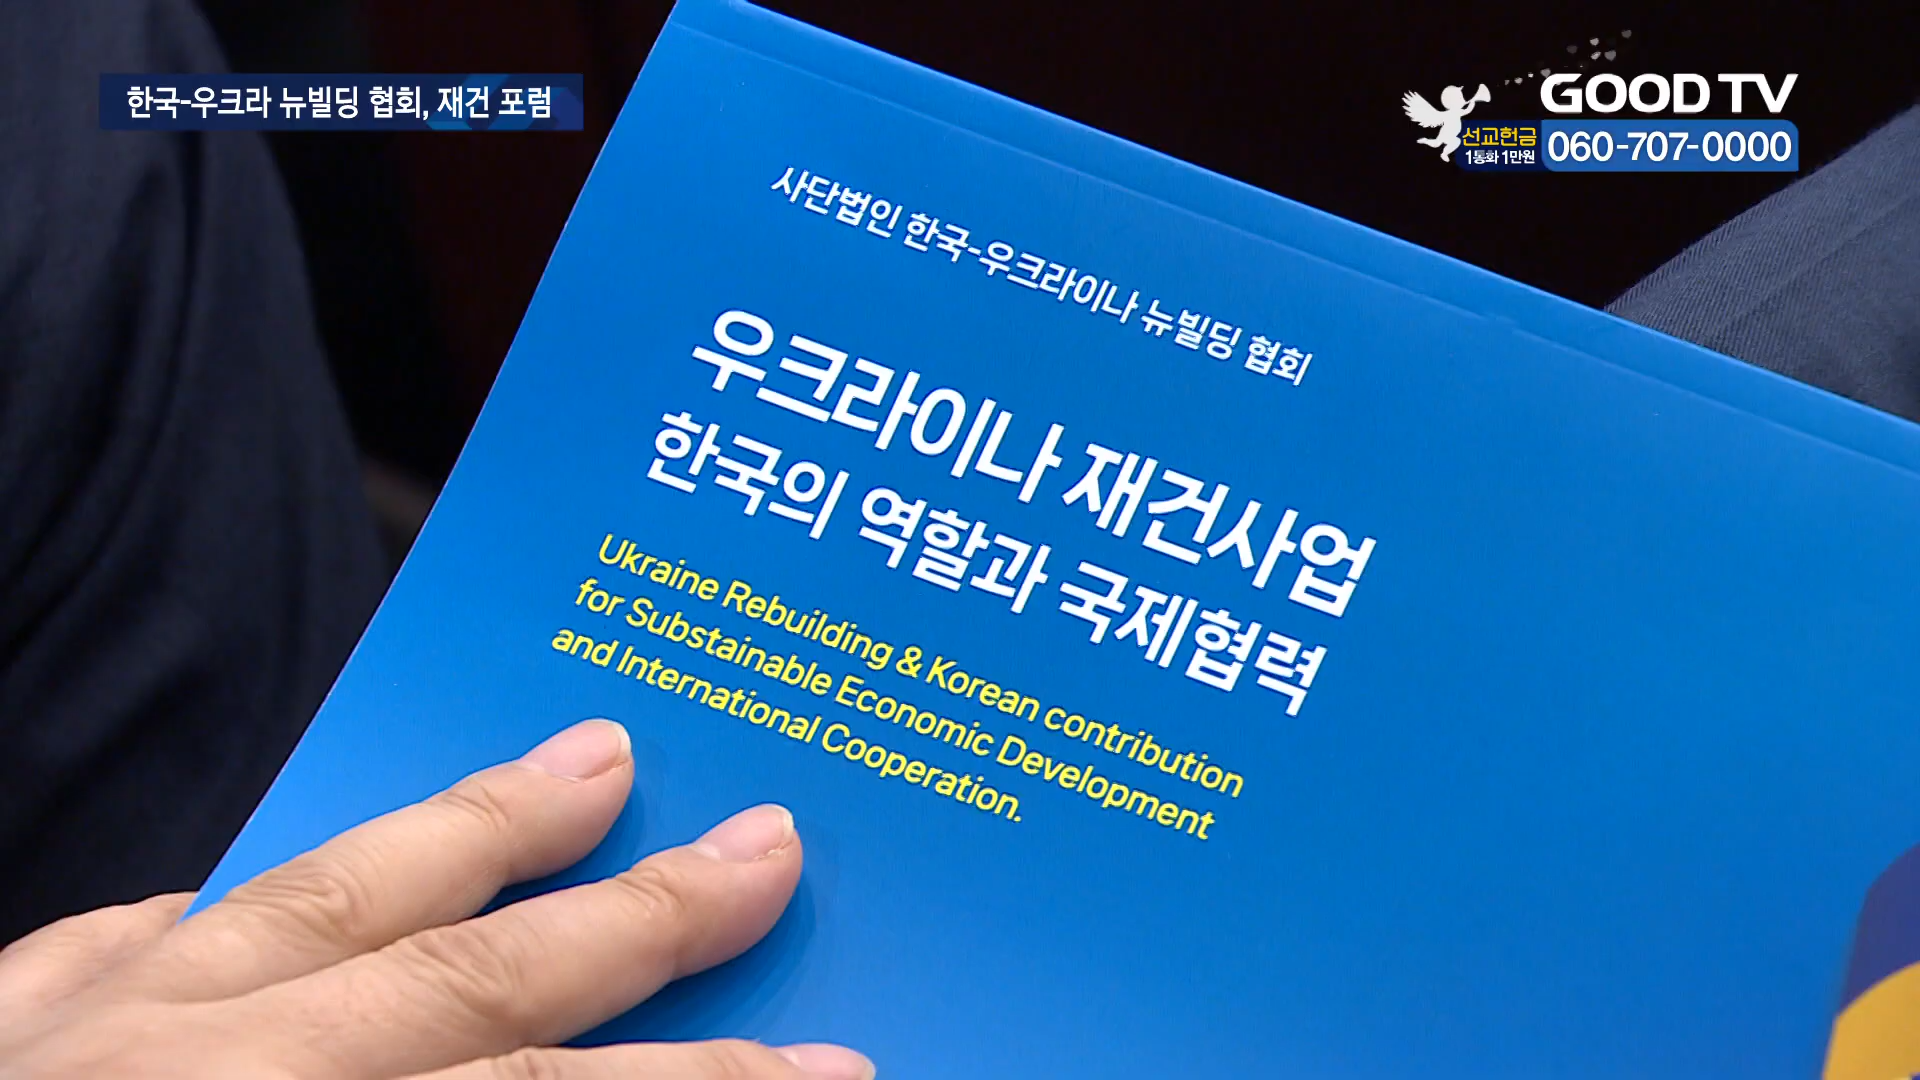 한국-우크라 뉴빌딩 협회, 재건 포럼
GOOD TV
선교헌금
1통화 1만원
060-707-0000
사단법인 한국-우크라이나 뉴빌딩 협회
우크라이나 재건사업
한국의 역할과 국제협력
Ukraine Rebuilding & Korean contribution
for Substainable Economic Development
and International Cooperation.